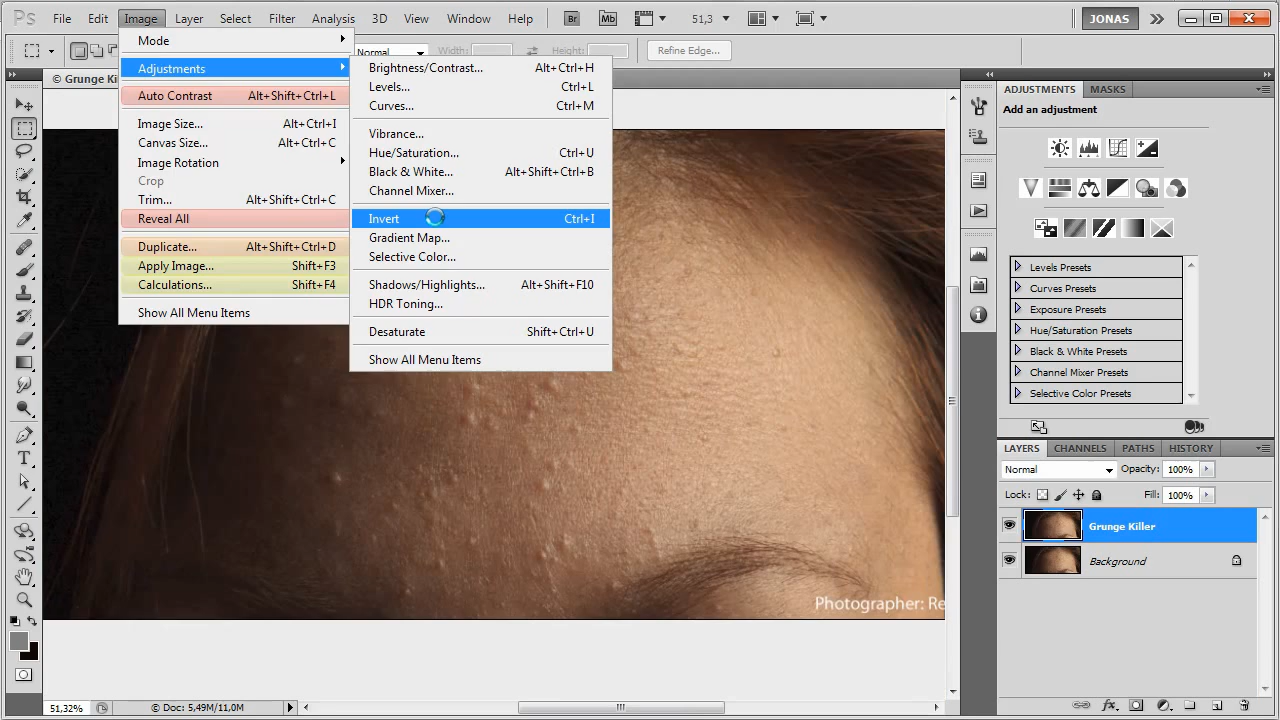 Ps File Edit Image Layer Select Filter Analysis 3D View Window Help Br Mb 51,3 JONAS
Normal Width: Height: Refine Edge...
© Grunge Kil
Mode
Adjustments
Auto Contrast Alt+Shift+Ctrl+L
Image Size... Alt+Ctrl+I
Canvas Size... Alt+Ctrl+C
Image Rotation
Crop
Trim... Alt+Shift+Ctrl+C
Reveal All
Duplicate... Alt+Shift+Ctrl+D
Apply Image... Shift+F3
Calculations... Shift+F4
Show All Menu Items
Brightness/Contrast... Alt+Ctrl+H
Levels... Ctrl+L
Curves... Ctrl+M
Vibrance...
Hue/Saturation... Ctrl+U
Black & White... Alt+Shift+Ctrl+B
Channel Mixer...
Invert Ctrl+I
Gradient Map...
Selective Color...
Shadows/Highlights... Alt+Shift+F10
HDR Toning...
Desaturate Shift+Ctrl+U
Show All Menu Items
ADJUSTMENTS MASKS
Add an adjustment
Levels Presets
Curves Presets
Exposure Presets
Hue/Saturation Presets
Black & White Presets
Channel Mixer Presets
Selective Color Presets
LAYERS CHANNELS PATHS HISTORY
Normal Opacity: 100%
Lock: Fill: 100%
Grunge Killer
Background
Photographer: Re
51,32% © Doc: 5,49M/11,0M